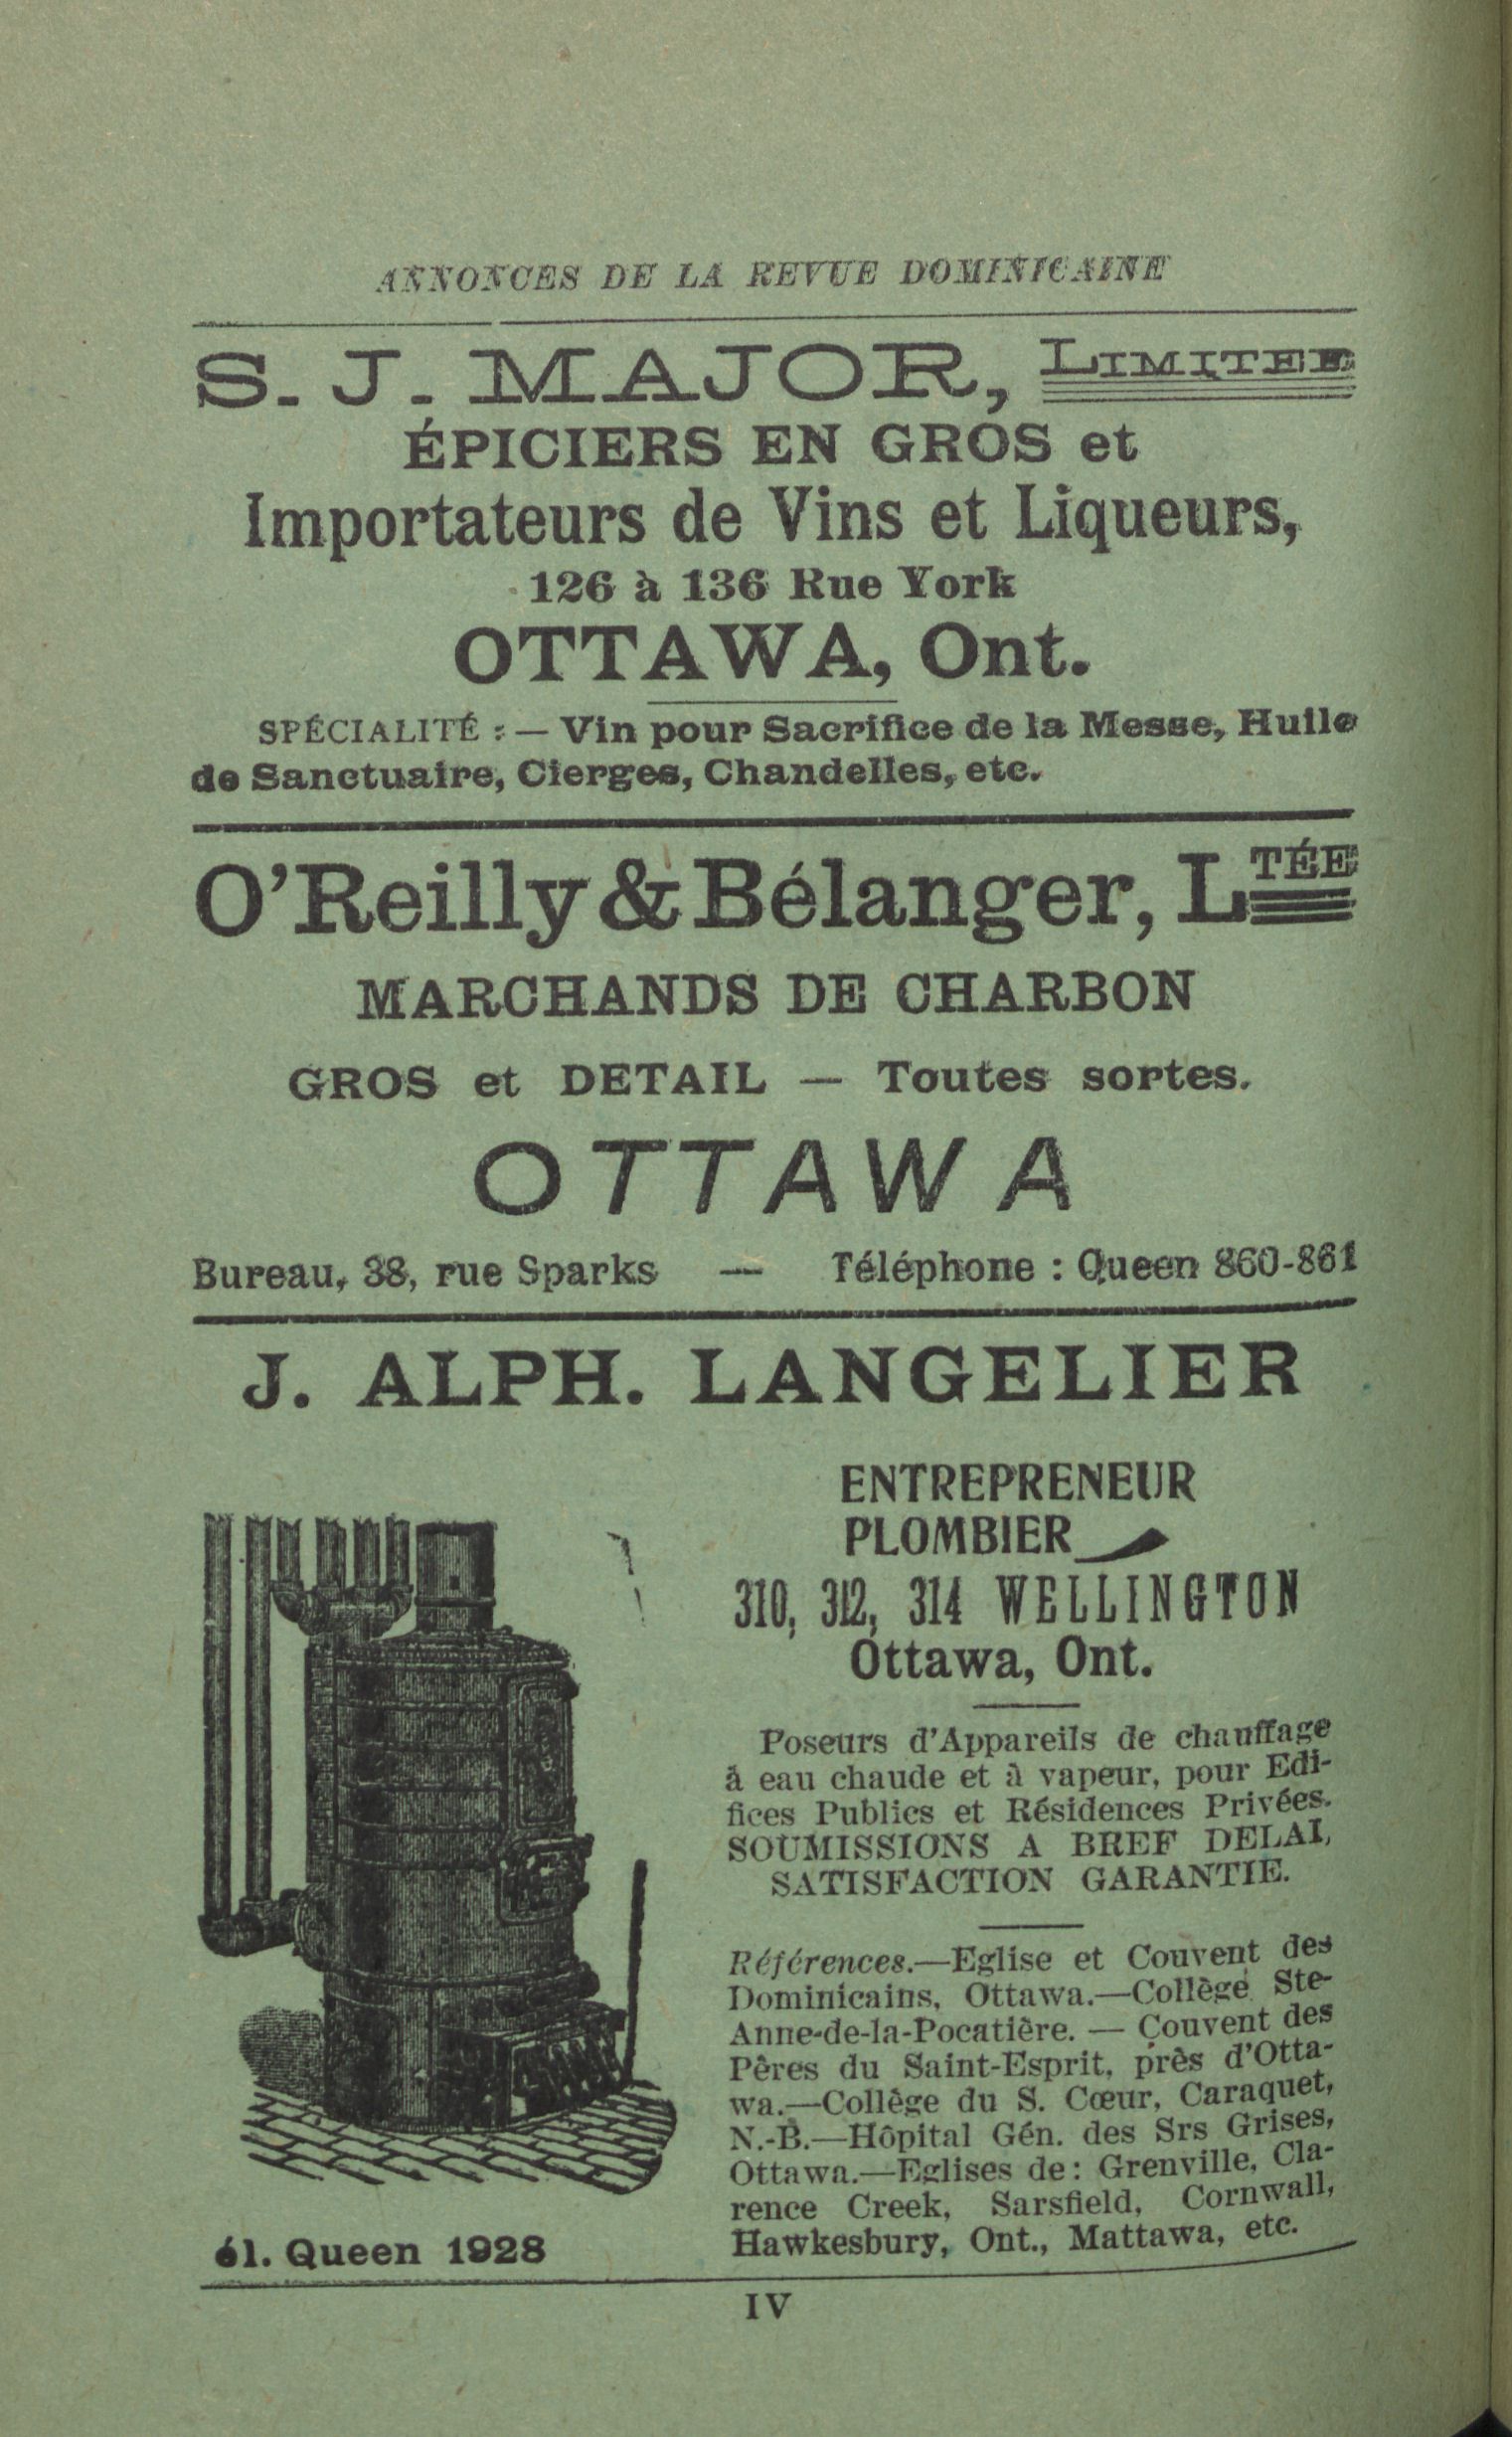 ANNONCES DE LA REVUE DOMINICAINE
S. J. MAJOR, LIMITEE
ÉPICIERS EN GROS et
Importateurs de Vins et Liqueurs,
126 à 136 Rue York
OTTAWA, Ont.
SPÉCIALITÉ : — Vin pour Sacrifice de la Messe, Huile
de Sanctuaire, Cierges, Chandelles, etc.
O'Reilly & Bélanger, LTÉE
MARCHANDS DE CHARBON
GROS et DETAIL — Toutes sortes.
OTTAWA
Bureau, 38, rue Sparks — Téléphone : Queen 860-861
J. ALPH. LANGELIER
ENTREPRENEUR
PLOMBIER
310, 312, 314 WELLINGTON
Ottawa, Ont.
Poseurs d'Appareils de chauffage
à eau chaude et à vapeur, pour Edi-
fices Publics et Résidences Privées.
SOUMISSIONS A BREF DELAI,
SATISFACTION GARANTIE.
Références.—Eglise et Couvent des
Dominicains, Ottawa.—Collège Ste-
Anne-de-la-Pocatière. — Couvent des
Pères du Saint-Esprit, près d'Otta-
wa.—Collège du S. Cœur, Caraquet,
N.-B.—Hôpital Gén. des Srs Grises,
Ottawa.—Eglises de: Grenville, Cla-
rence Creek, Sarsfield, Cornwall,
Hawkesbury, Ont., Mattawa, etc.
él. Queen 1928
IV